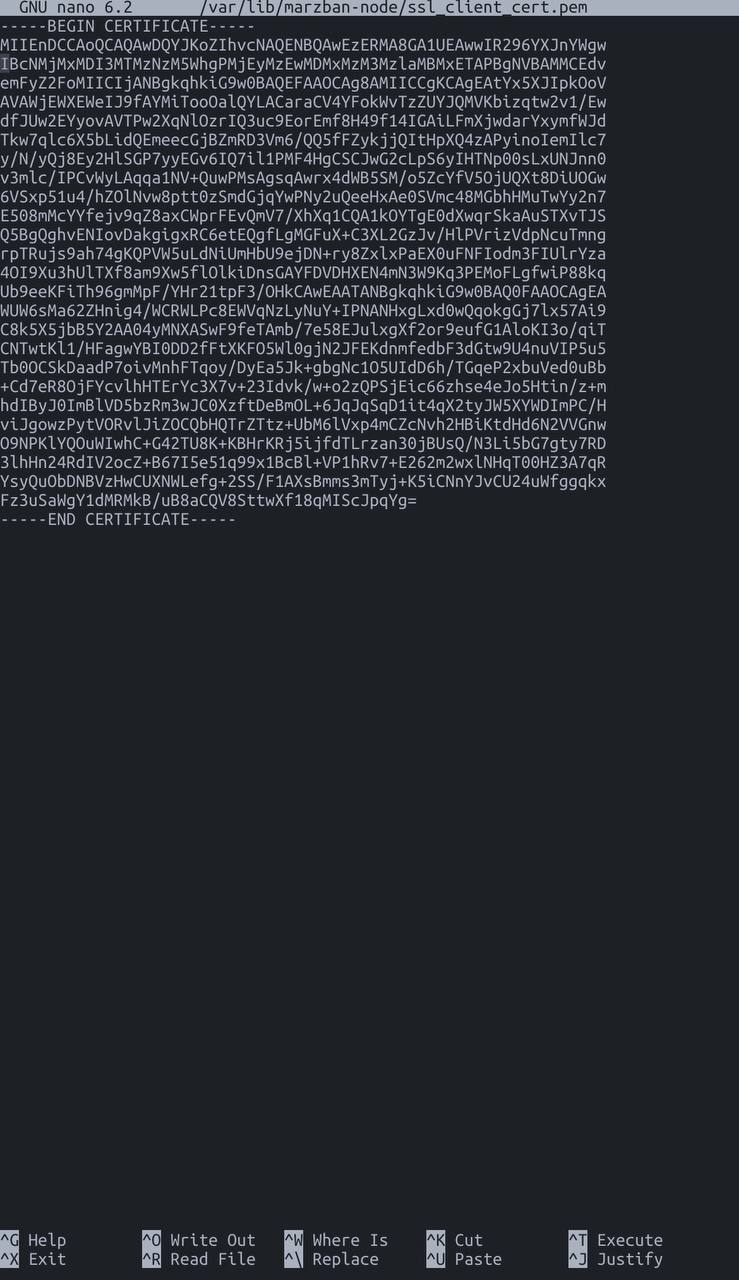 GNU nano 6.2 /var/lib/marzban-node/ssl_client_cert.pem
-----BEGIN CERTIFICATE-----
MIIEnDCCAoQCAQAwDQYJKoZIhvcNAQENBQAwEzERMA8GA1UEAwwIR296YXJnYWgw
IBcNMjMxMDI3MTMzNzM5WhgPMjEyMzEwMDMxMzM3MzlaMBMxETAPBgNVBAMMCEdv
emFyZ2FoMIICIjANBgkqhkiG9w0BAQEFAAOCAg8AMIICCgKCAgEAtYx5XJIpkOoV
AVAWjEWXEWeIJ9fAYMiTooOalQYLACaraCV4YFokWvTzZUYJQMVKbizqtw2v1/Ew
dfJUw2EYyovAVTPw2XqNlOzrIQ3uc9EorEmf8H49f14IGAiLFmXjwdarYxymfWJd
Tkw7qlc6X5bLidQEmeecGjBZmRD3Vm6/QQ5fFZykjjQItHpXQ4zAPyinoIemIlc7
y/N/yQj8Ey2HlSGP7yyEGv6IQ7il1PMF4HgCSCJwG2cLpS6yIHTNp00sLxUNJnn0
v3mlc/IPCvWyLAqqa1NV+QuwPMsAgsqAwrx4dWB5SM/o5ZcYfV5OjUQXt8DiUOGw
6VSxp51u4/hZOlNvw8ptt0zSmdGjqYwPNy2uQeeHxAe0SVmc48MGbhHMuTwYy2n7
E508mMcYYfejv9qZ8axCWprFEvQmV7/XhXq1CQA1kOYTgE0dXwqrSkaAuSTXvTJS
Q5BgQghvENIovDakgigxRC6etEQgfLgMGFuX+C3XL2GzJv/HlPVrizVdpNcuTmng
rpTRujs9ah74gKQPVW5uLdNiUmHbU9ejDN+ry8ZxlxPaEX0uFNFIodm3FIUlrYza
4OI9Xu3hUlTXf8am9Xw5flOlkiDnsGAYFDVDHXEN4mN3W9Kq3PEMoFLgfwiP88kq
Ub9eeKFiTh96gmMpF/YHr21tpF3/OHkCAwEAATANBgkqhkiG9w0BAQ0FAAOCAgEA
WUW6sMa62ZHnig4/WCRWLPc8EWVqNzLyNuY+IPNANHxgLxd0wQqokgGj7lx57Ai9
C8k5X5jbB5Y2AA04yMNXASwF9feTAmb/7e58EJulxgXf2or9eufG1AloKI3o/qiT
CNTwtKl1/HFagwYBI0DD2fFtXKFO5Wl0gjN2JFEKdnmfedbF3dGtw9U4nuVIP5u5
Tb0OCSkDaadP7oivMnhFTqoy/DyEa5Jk+gbgNc1O5UIdD6h/TGqeP2xbuVed0uBb
+Cd7eR8OjFYcvlhHTErYc3X7v+23Idvk/w+o2zQPSjEic66zhse4eJo5Htin/z+m
hdIByJ0ImBlVD5bzRm3wJC0XzftDeBmOL+6JqJqSqD1it4qX2tyJW5XYWDImPC/H
viJgowzPytVORvlJiZOCQbHQTrZTtz+UbM6lVxp4mCZcNvh2HBiKtdHd6N2VVGnw
O9NPKlYQOuWIwhC+G42TU8K+KBHrKRj5ijfdTLrzan30jBUsQ/N3Li5bG7gty7RD
3lhHn24RdIV2ocZ+B67I5e51q99x1BcBl+VP1hRv7+E262m2wxlNHqT00HZ3A7qR
YsyQuObDNBVzHwCUXNWLefg+2SS/F1AXsBmms3mTyj+K5iCNnYJvCU24uWfggqkx
Fz3uSaWgY1dMRMkB/uB8aCQV8SttwXf18qMIScJpqYg=
-----END CERTIFICATE-----
^G Help ^O Write Out ^W Where Is ^K Cut ^T Execute
^X Exit ^R Read File ^\ Replace ^U Paste ^J Justify